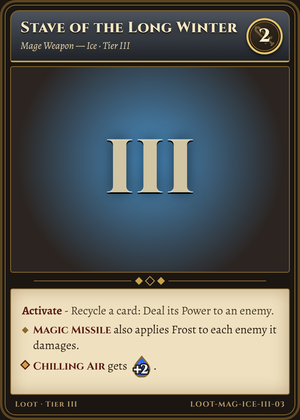 Stave of the Long Winter
2
Mage Weapon — Ice · Tier III
III
Activate - Recycle a card: Deal its Power to an enemy.
Magic Missile also applies Frost to each enemy it
damages.
Chilling Air gets +2 .
Loot · Tier III
LOOT-MAG-ICE-III-03